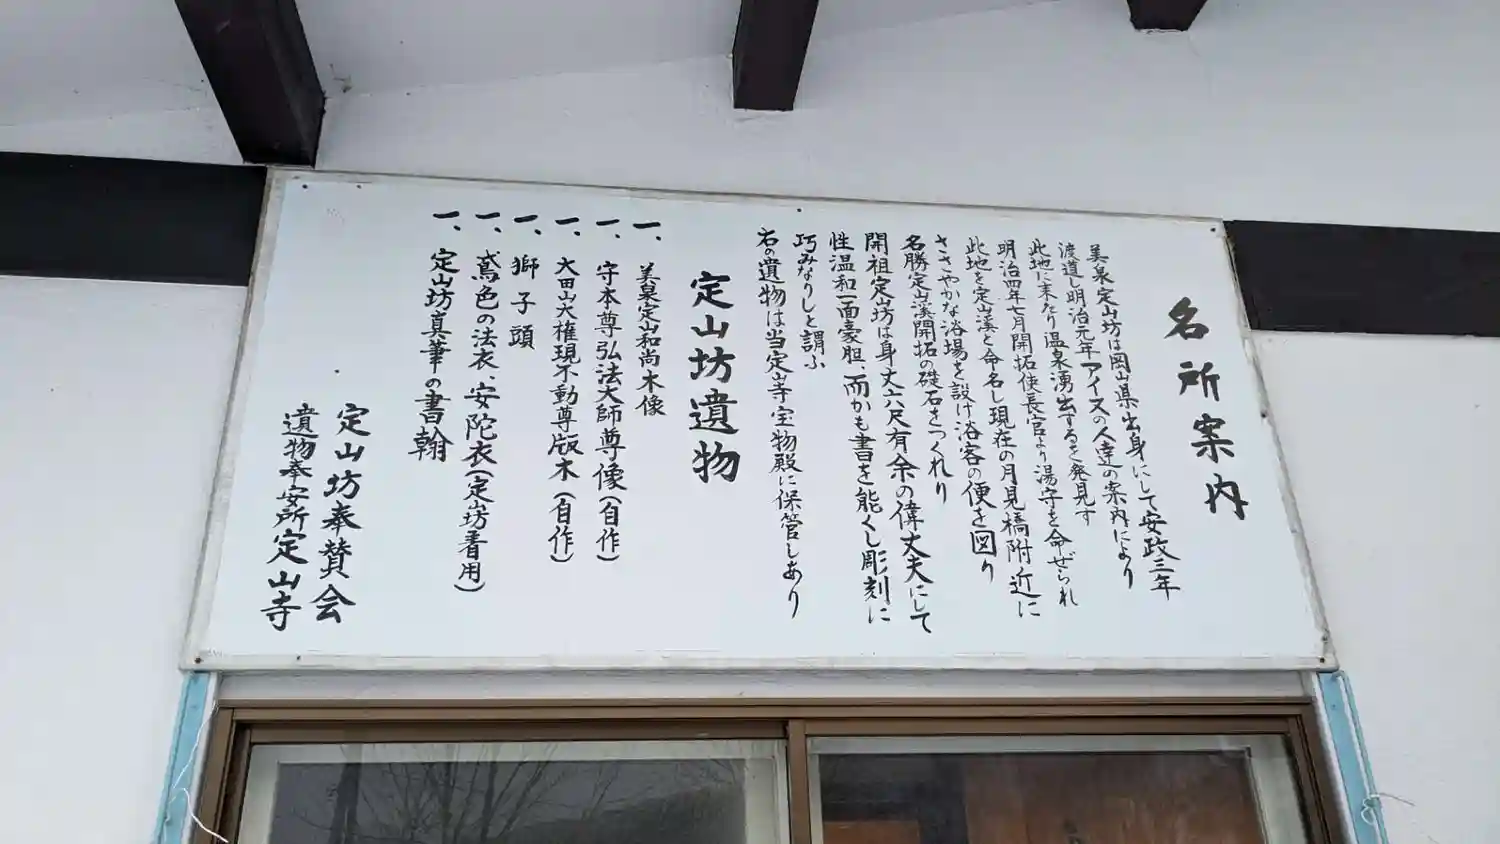 名所案内
美泉定山坊は岡山県出身にして安政三年
渡道し明治元年アイヌの人達の案内により
此地に来たり温泉湧出するを発見す
明治四年七月開拓使長官より湯守を命ぜられ
此地を定山渓と命名し現在の月見橋附近に
ささやかな浴場を設け浴客の便を図り
名勝定山渓開拓の礎石をつくれり
開祖定山坊は身丈六尺有余の偉丈夫にして
性温和一面豪胆、而かも書を能くし彫刻に
巧みなりしと謂ふ
右の遺物は当定山寺宝物殿に保管しあり
定山坊遺物
一、美泉定山和尚木像
一、守本尊弘法大師尊像(自作)
一、大田山大権現不動尊版木(自作)
一、獅子頭
一、鳶色の法衣、安陀衣(定山坊着用)
一、定山坊真筆の書翰
定山坊奉賛会
遺物奉安所定山寺